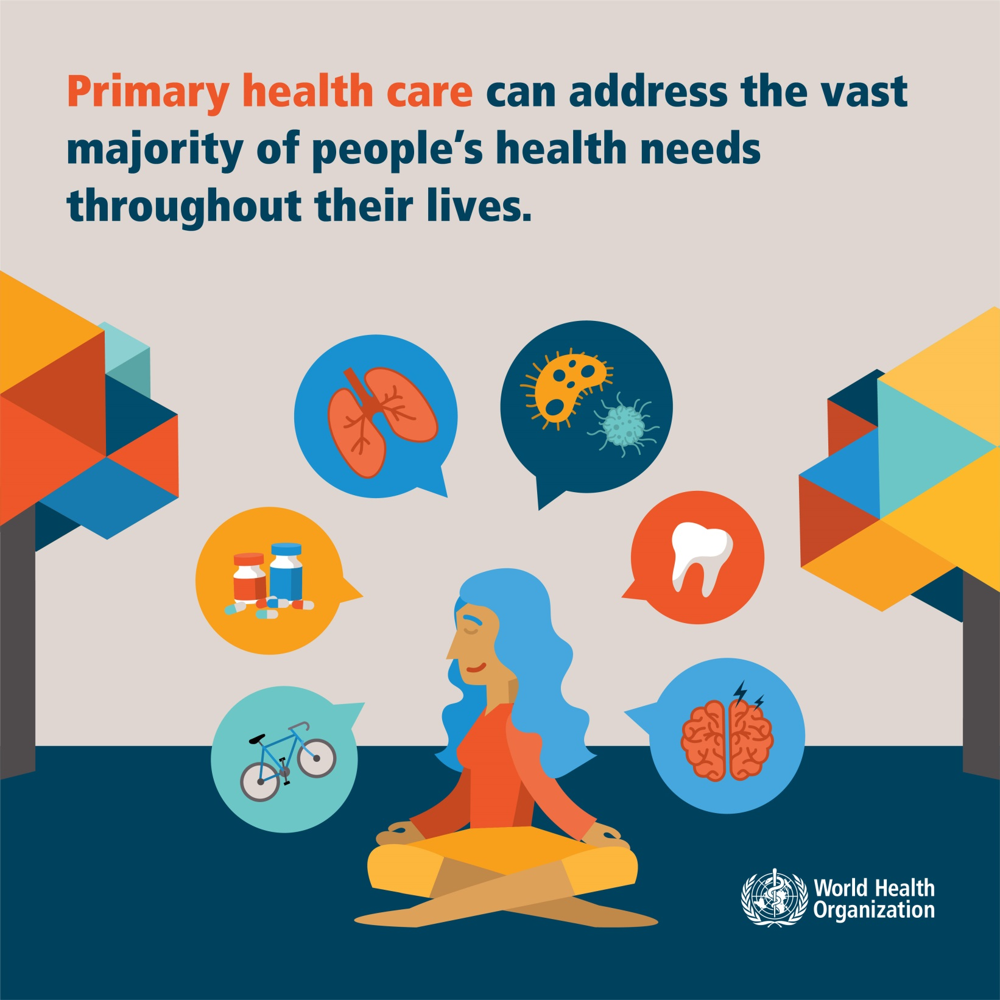 Primary health care can address the vast
majority of people’s health needs
throughout their lives.
World Health
Organization